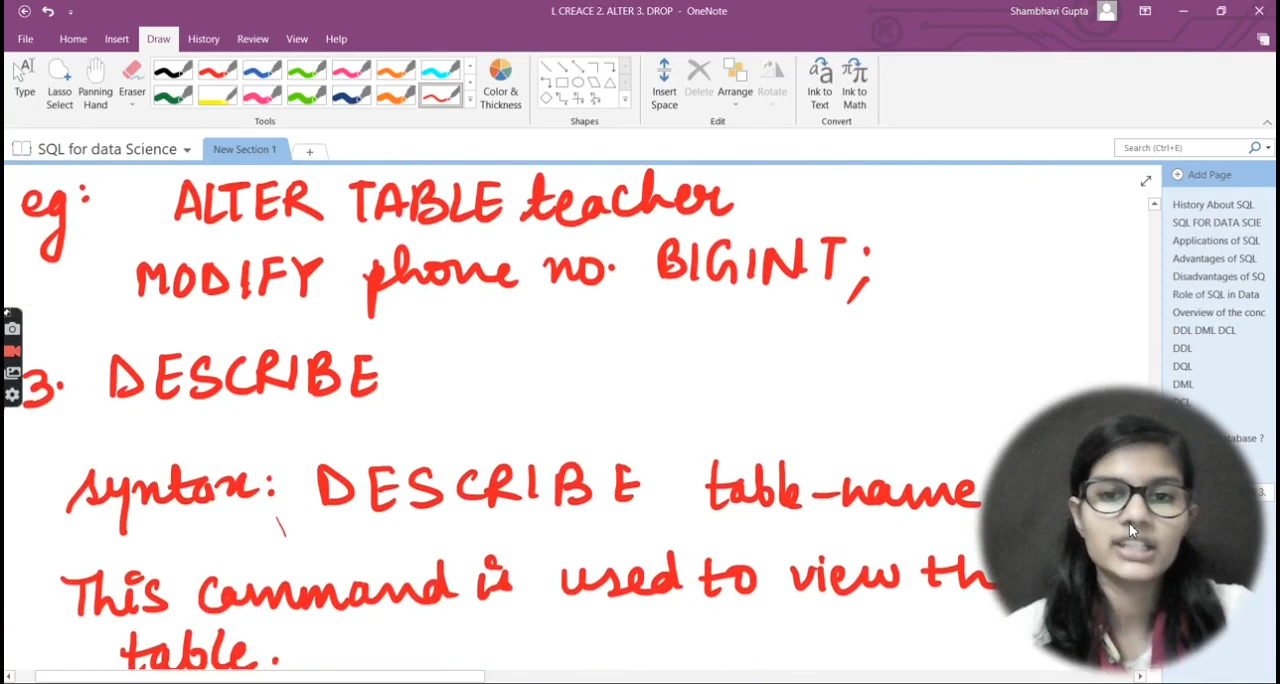 L CREACE 2. ALTER 3. DROP - OneNote
Shambhavi Gupta
File Home Insert Draw History Review View Help
Type
Lasso Select
Panning Hand
Eraser
Color & Thickness
Insert Space
Delete
Arrange
Rotate
Ink to Text
Ink to Math
Tools
Shapes
Edit
Convert
SQL for data Science
New Section 1
Search (Ctrl+E)
Add Page
eg: ALTER TABLE teacher
MODIFY phone no. BIGINT;
3. DESCRIBE
syntax: DESCRIBE table-name
This command is used to view th
table.
History About SQL
SQL FOR DATA SCIE
Applications of SQL
Advantages of SQL
Disadvantages of SQ
Role of SQL in Data
Overview of the conc
DDL DML DCL
DDL
DQL
DML
DCL
tabase ?
3.